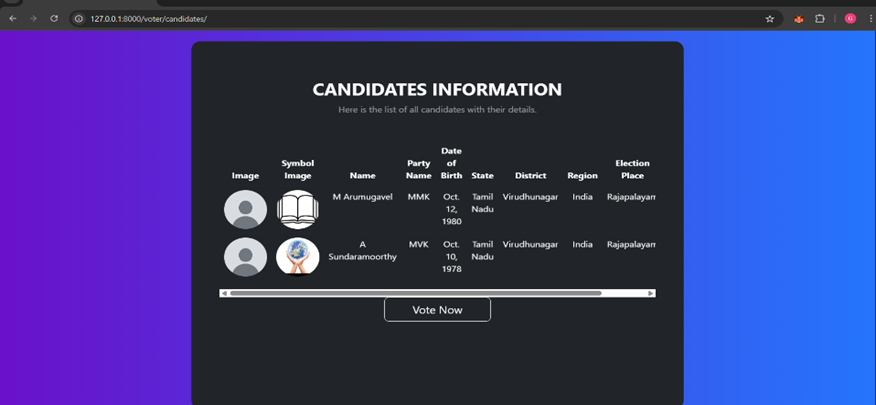 127.0.0.1:8000/voter/candidates/
G
CANDIDATES INFORMATION
Here is the list of all candidates with their details.
Image Symbol Image Name Party Name Date of Birth State District Region Election Place
M Arumugavel MMK Oct. 12, 1980 Tamil Nadu Virudhunagar India Rajapalayam
A Sundaramoorthy MVK Oct. 10, 1978 Tamil Nadu Virudhunagar India Rajapalayam
Vote Now